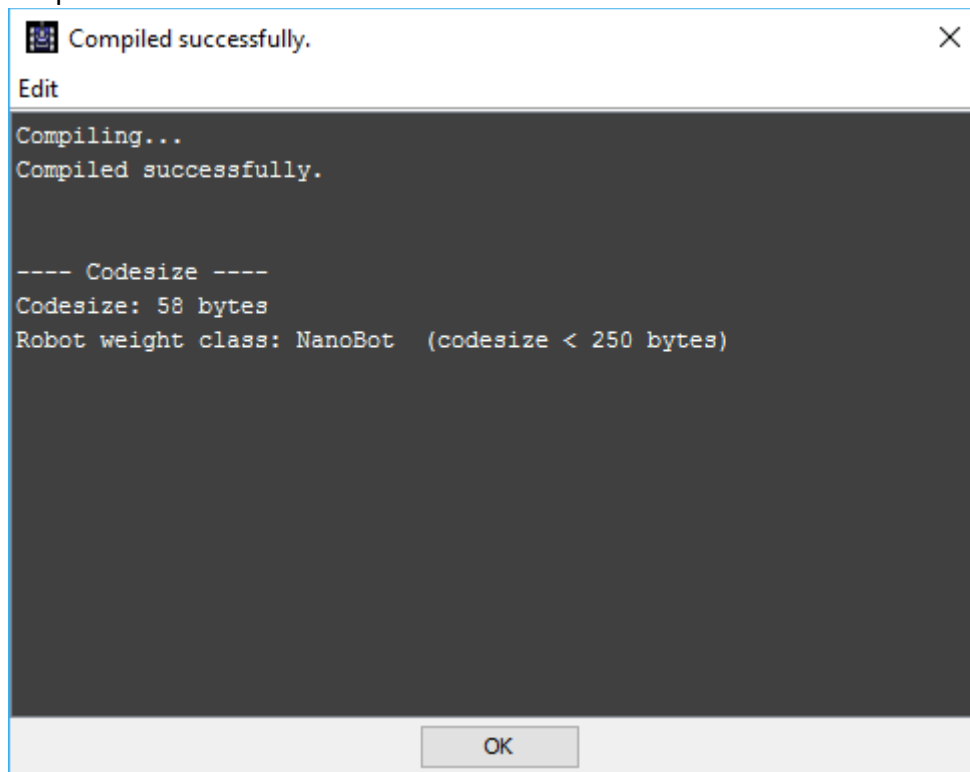 Compiled successfully.
Edit
Compiling...
Compiled successfully.
---- Codesize ----
Codesize: 58 bytes
Robot weight class: NanoBot  (codesize < 250 bytes)
OK